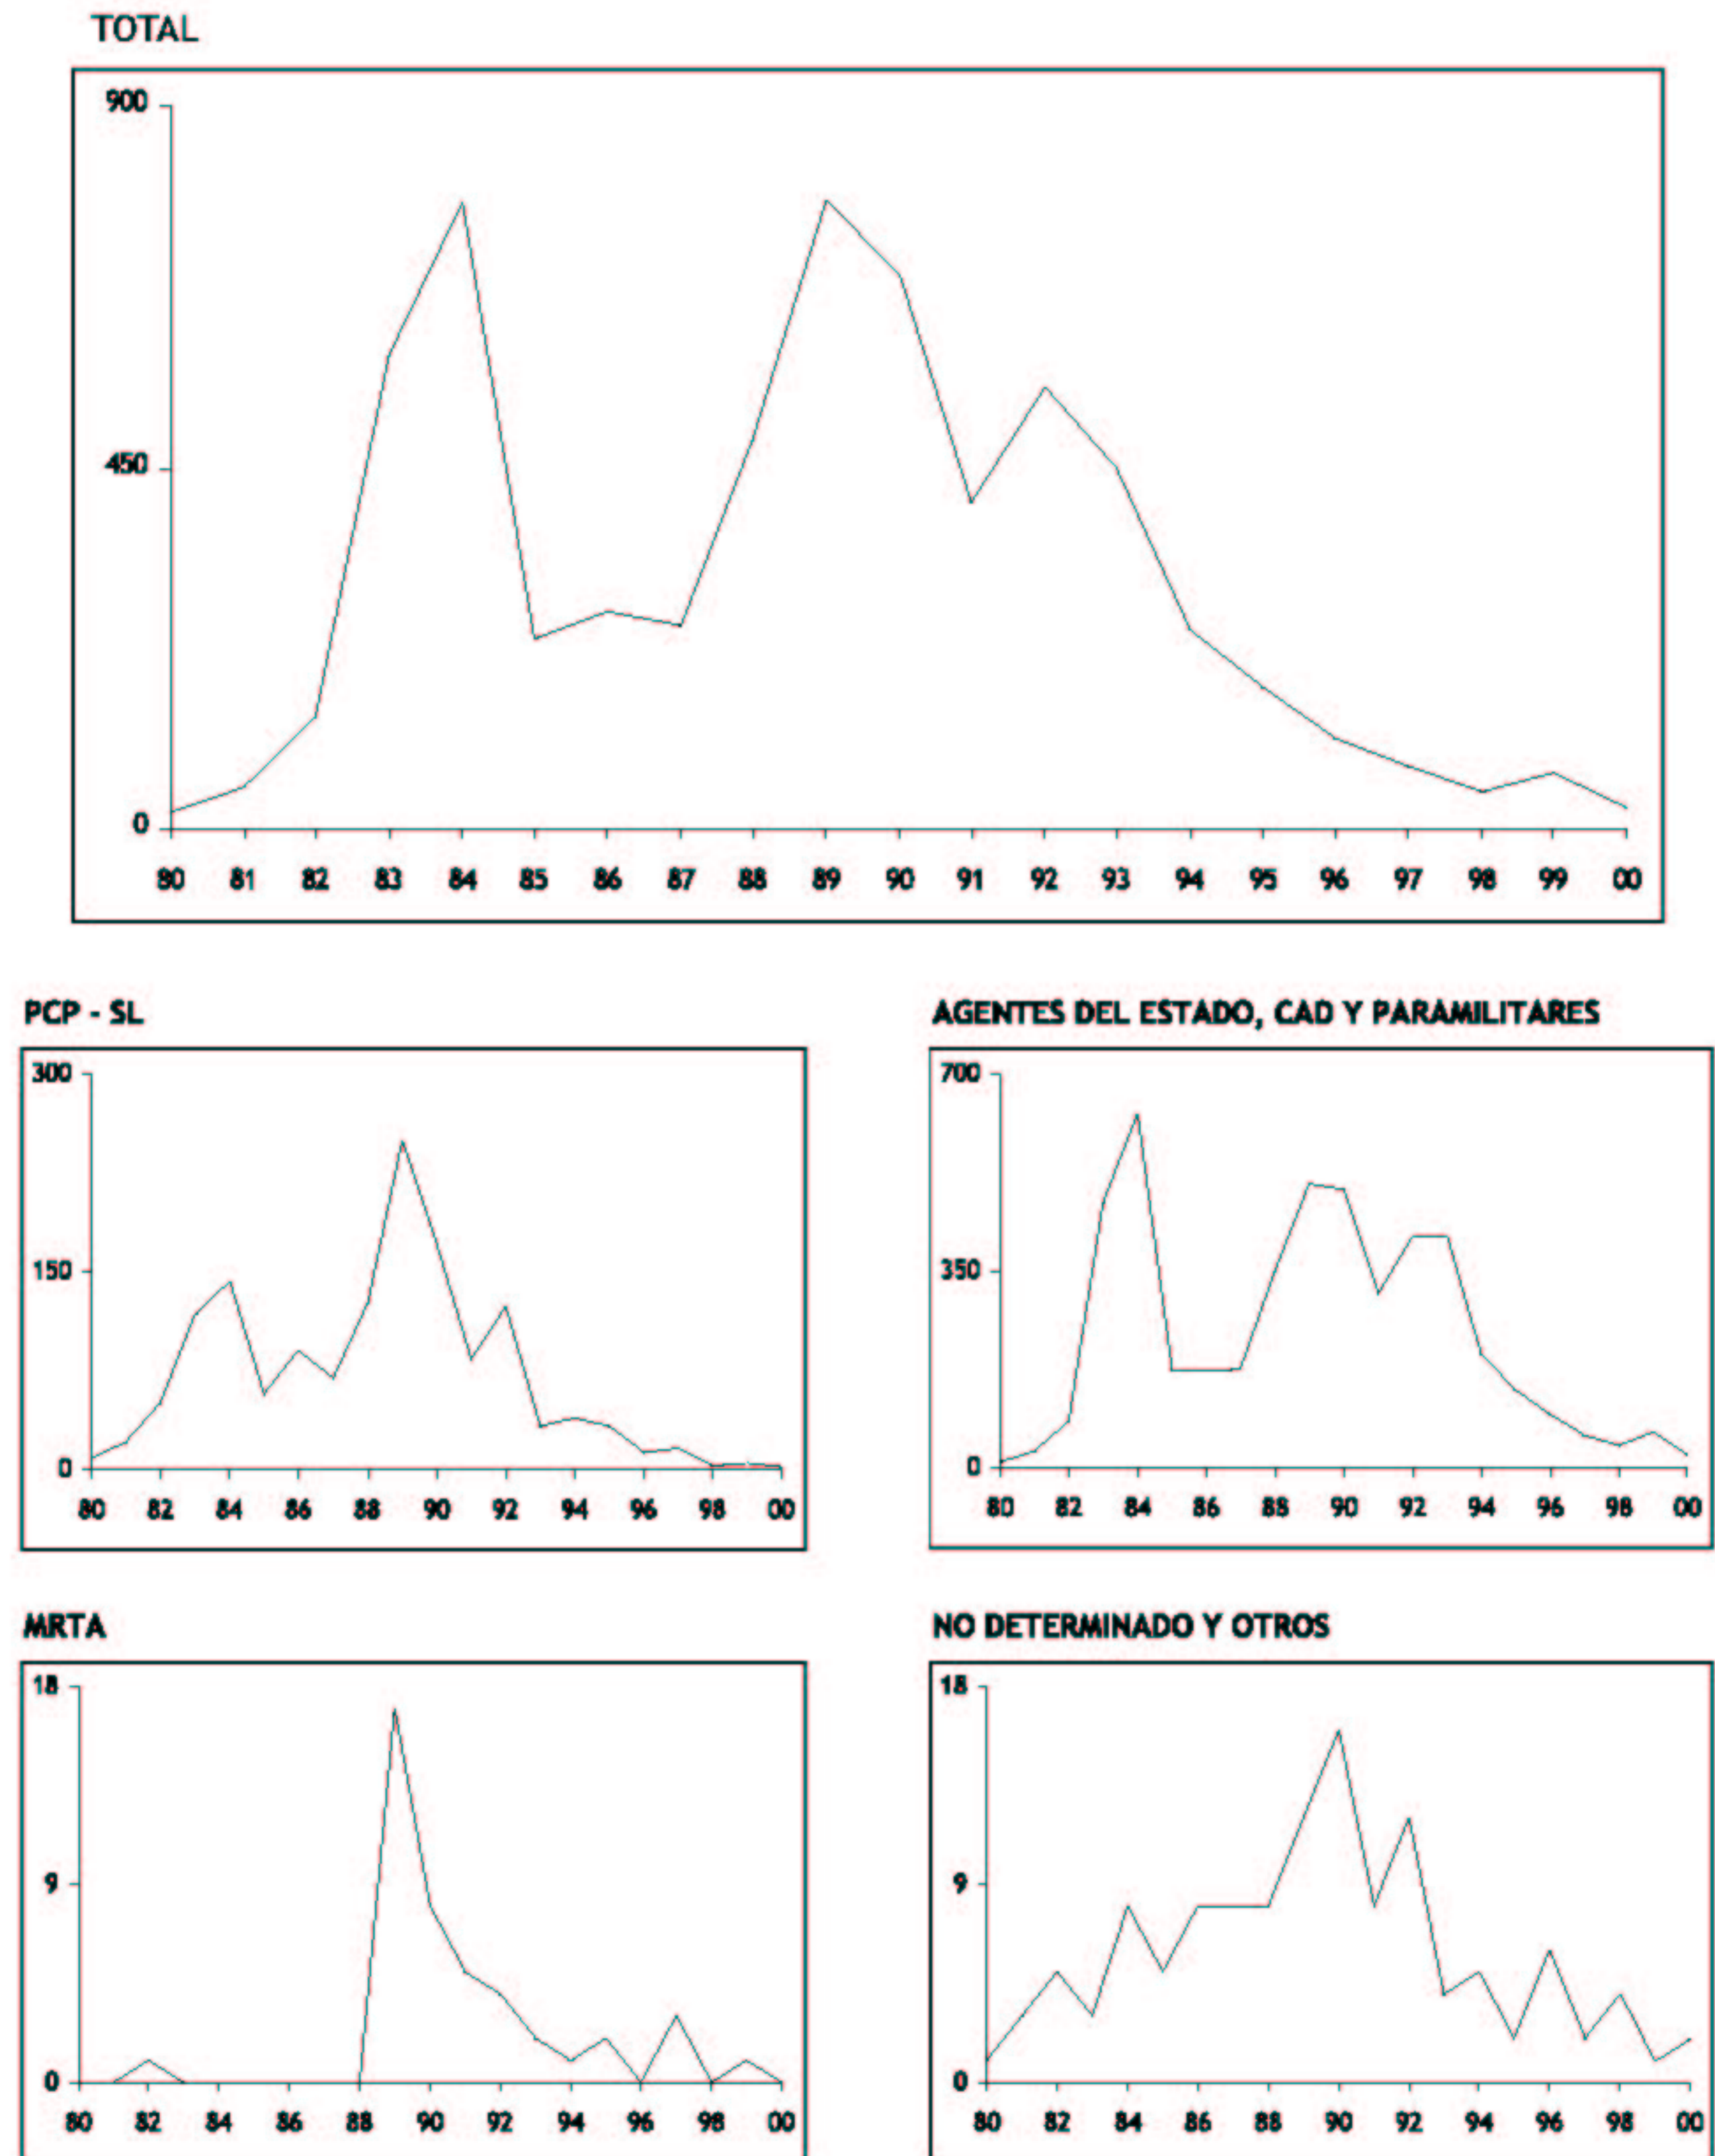 TOTAL
900
450
0
80 81 82 83 84 85 86 87 88 89 90 91 92 93 94 95 96 97 98 99 00
PCP - SL
300
150
0
80 82 84 86 88 90 92 94 96 98 00
AGENTES DEL ESTADO, CAD Y PARAMILITARES
700
350
0
80 82 84 86 88 90 92 94 96 98 00
MRTA
18
9
0
80 82 84 86 88 90 92 94 96 98 00
NO DETERMINADO Y OTROS
18
9
0
80 82 84 86 88 90 92 94 96 98 00